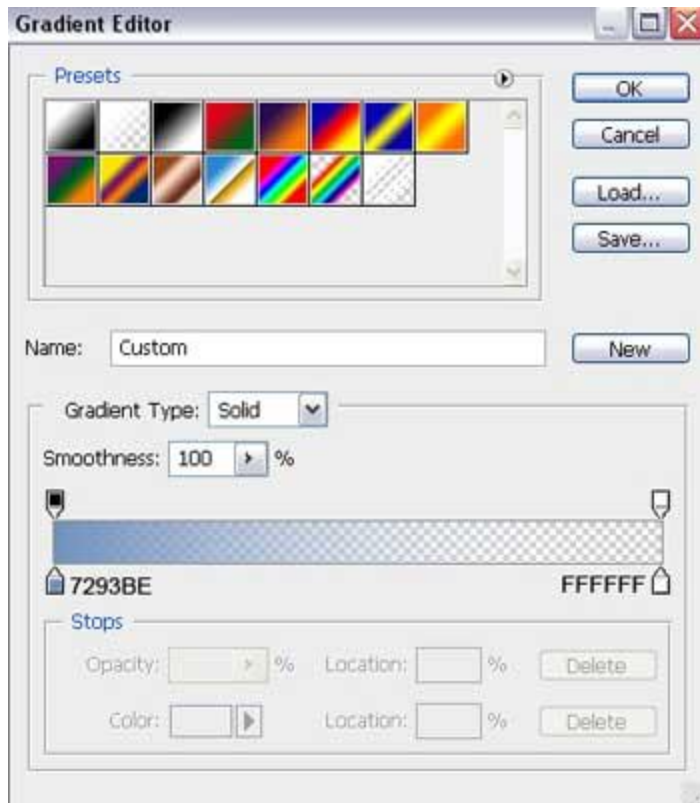 Gradient Editor
Presets
OK
Cancel
Load...
Save...
Name: Custom
New
Gradient Type: Solid
Smoothness: 100 %
7293BE FFFFFF
Stops
Opacity: % Location: % Delete
Color: Location: % Delete